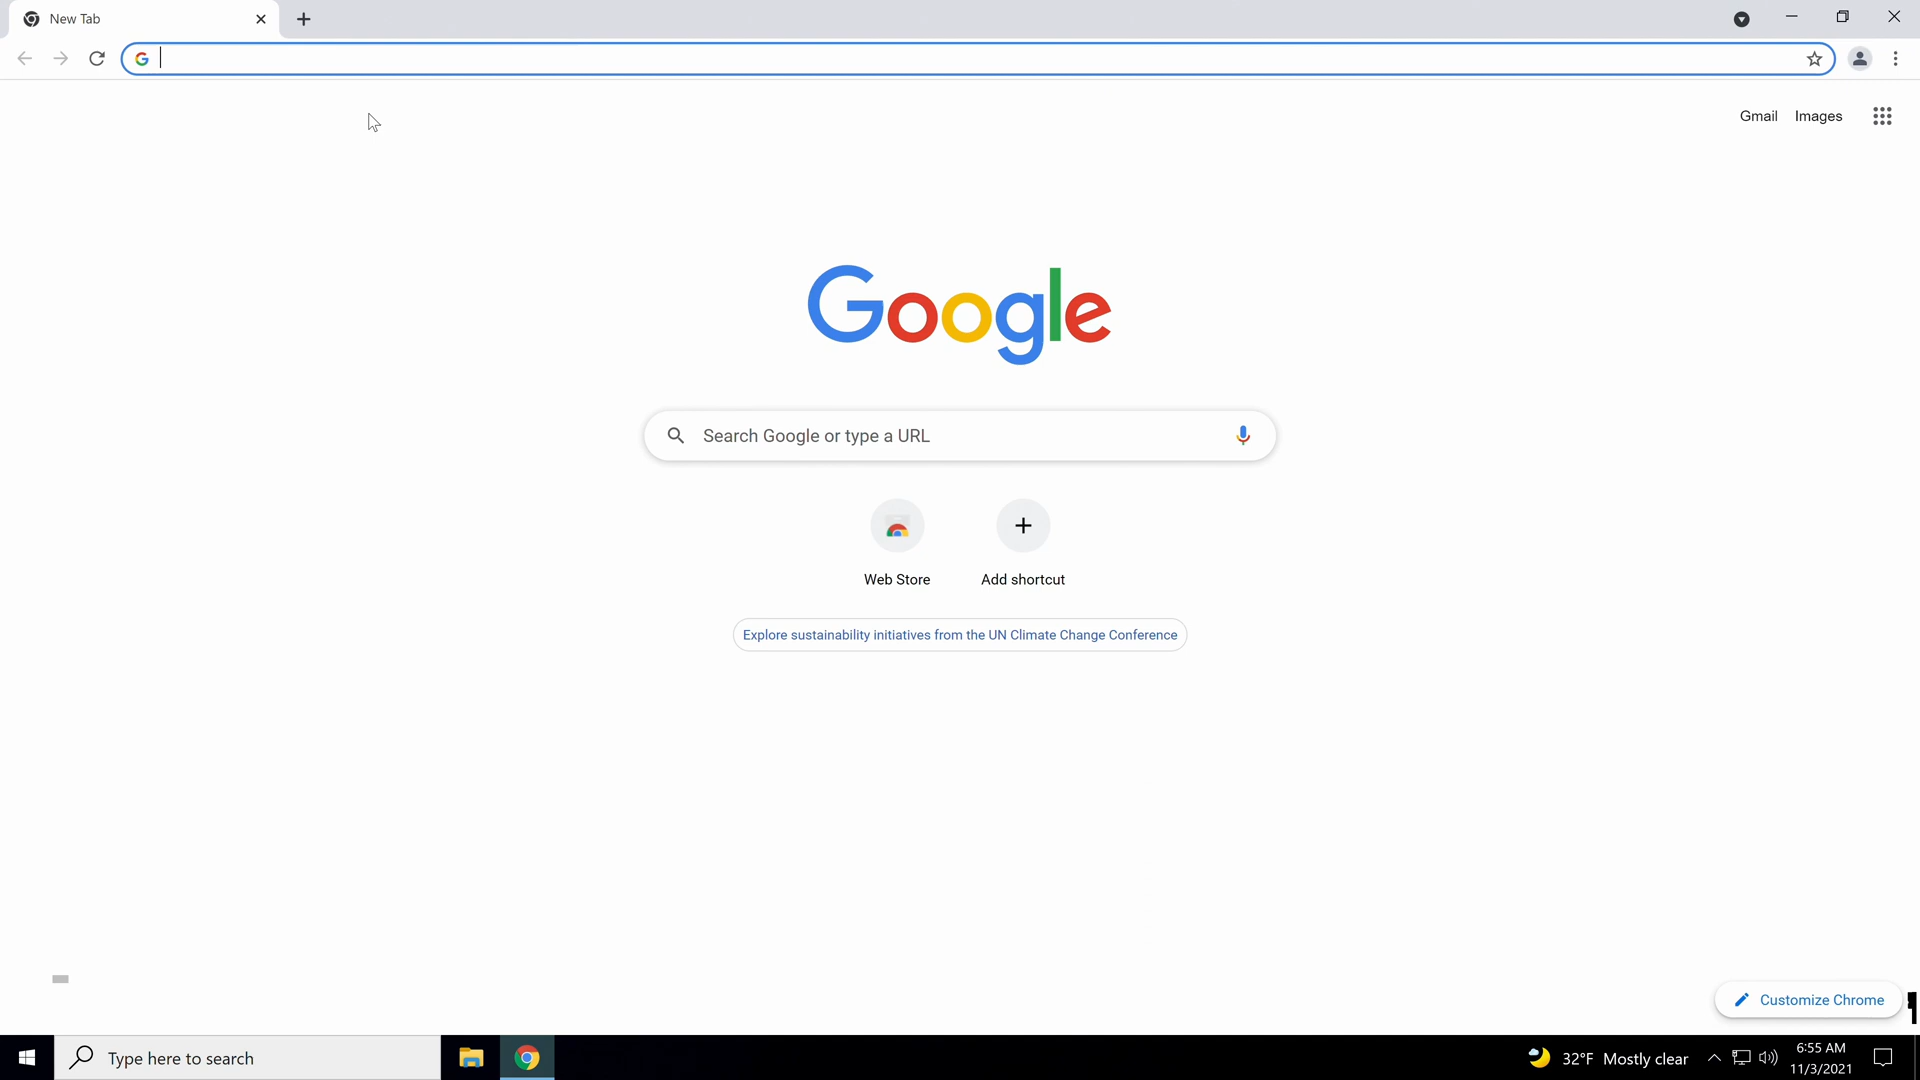 New Tab
Gmail Images
Google
Search Google or type a URL
Web Store
Add shortcut
Explore sustainability initiatives from the UN Climate Change Conference
Customize Chrome
Type here to search
32°F Mostly clear
6:55 AM
11/3/2021